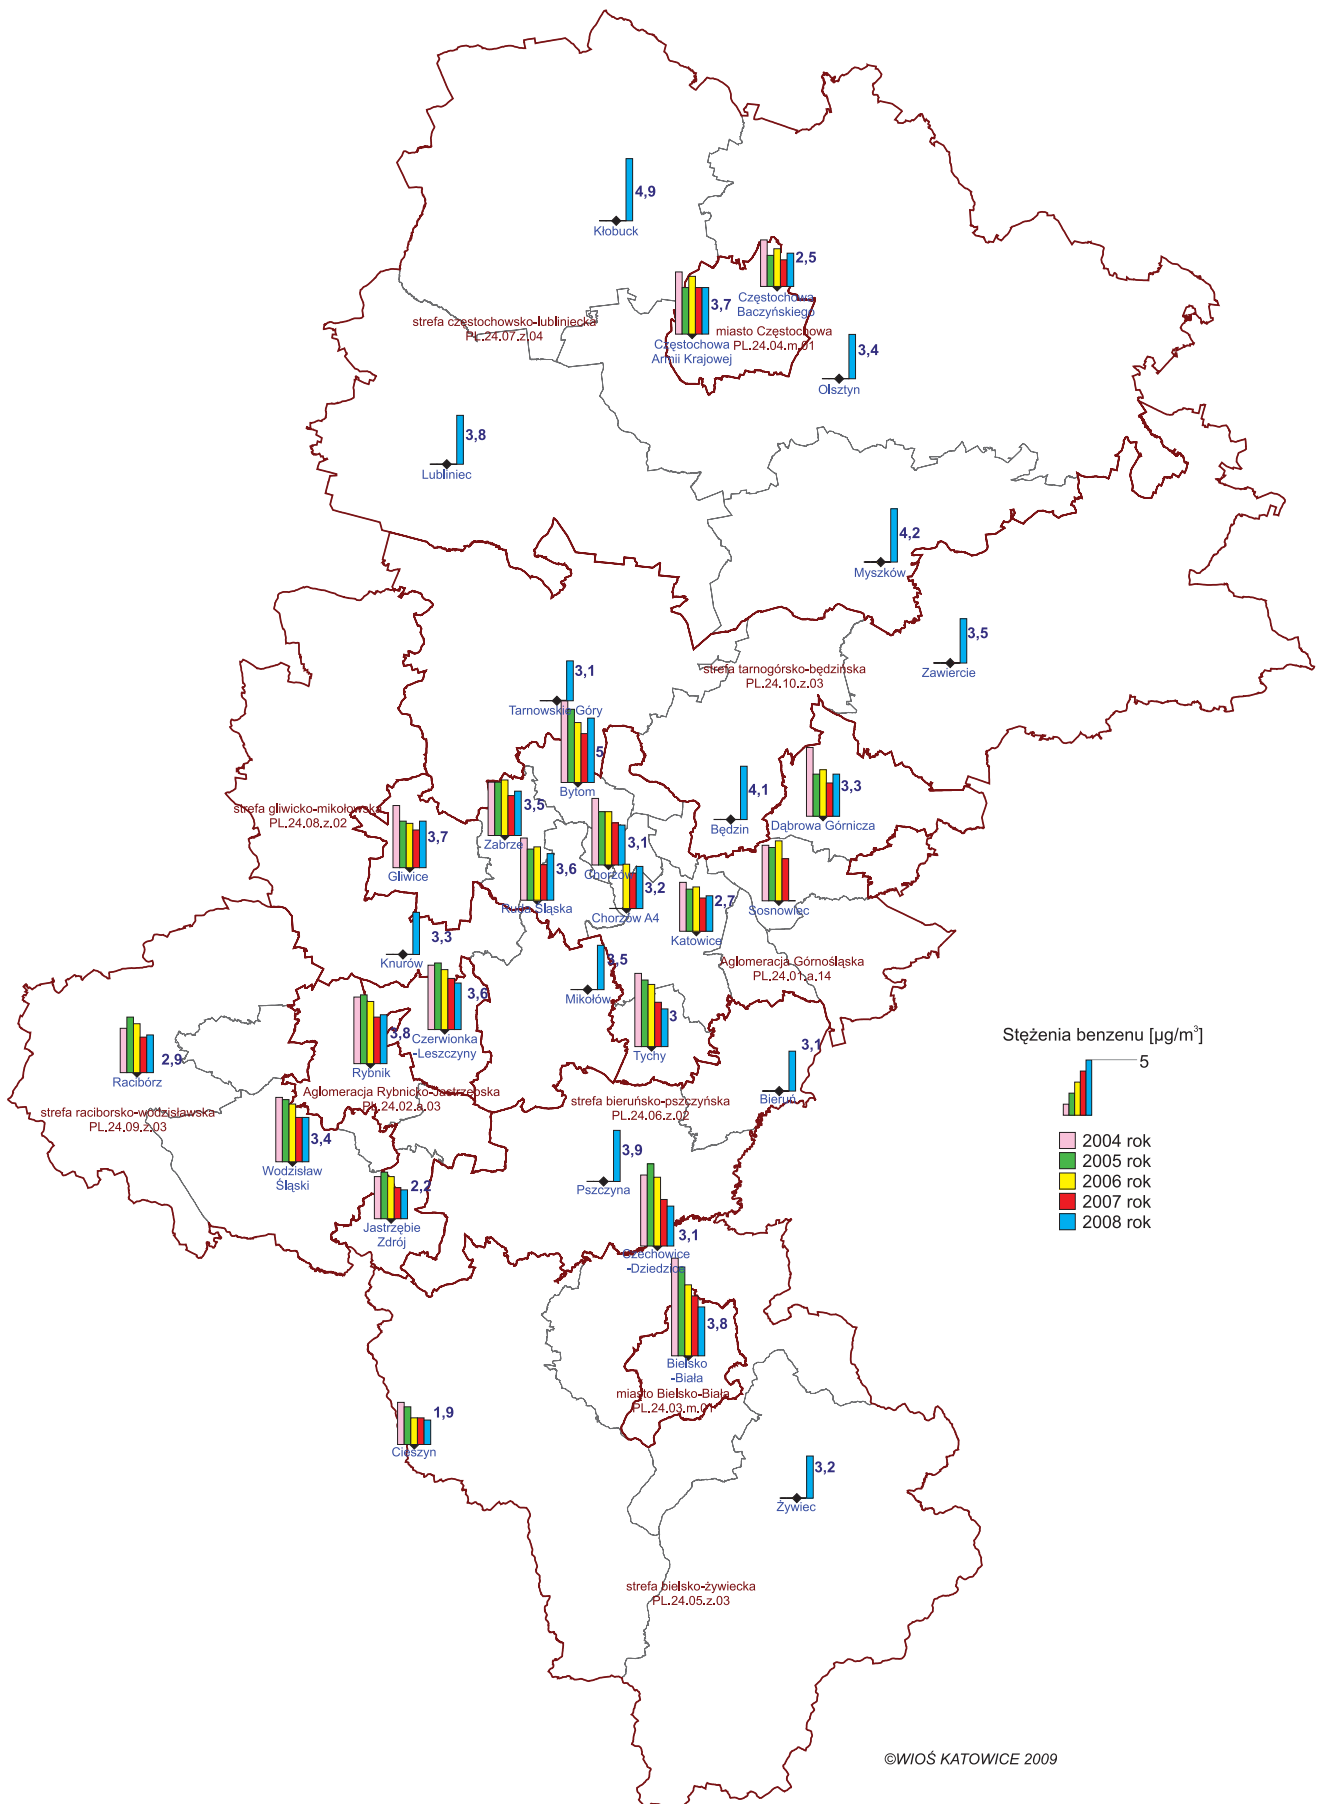 4,9
Kłobuck
2,5
Częstochowa
Baczyńskiego
3,7
strefa częstochowsko-lubliniecka
PL.24.07.z.04
miasto Częstochowa
PL.24.04.m.01
Częstochowa
Armii Krajowej
3,4
Olsztyn
3,8
Lubliniec
4,2
Myszków
3,5
Zawiercie
strefa tarnogórsko-będzińska
PL.24.10.z.03
3,1
Tarnowskie Góry
5
Bytom
4,1
Będzin
3,3
Dąbrowa Górnicza
strefa gliwicko-mikołowska
PL.24.08.z.02
3,5
Zabrze
3,7
Gliwice
3,1
Chorzów
3,6
Ruda Śląska
3,2
Chorzów A4
2,7
Katowice
Sosnowiec
3,3
Knurów
3,5
Mikołów
Aglomeracja Górnośląska
PL.24.01.a.14
3,6
Czerwionka
-Leszczyny
3,8
Rybnik
3
Tychy
2,9
Racibórz
3,1
Bieruń
Aglomeracja Rybnicko-Jastrzębska
PL.24.02.a.03
strefa raciborsko-wodzisławska
PL.24.09.z.03
strefa bieruńsko-pszczyńska
PL.24.06.z.02
3,4
Wodzisław
Śląski
3,9
Pszczyna
2,2
Jastrzębie
Zdrój
3,1
Czechowice
-Dziedzice
3,8
Bielsko
-Biała
miasto Bielsko-Biała
PL.24.03.m.01
1,9
Cieszyn
3,2
Żywiec
strefa bielsko-żywiecka
PL.24.05.z.03
Stężenia benzenu [µg/m³]
5
2004 rok
2005 rok
2006 rok
2007 rok
2008 rok
©WIOŚ KATOWICE 2009